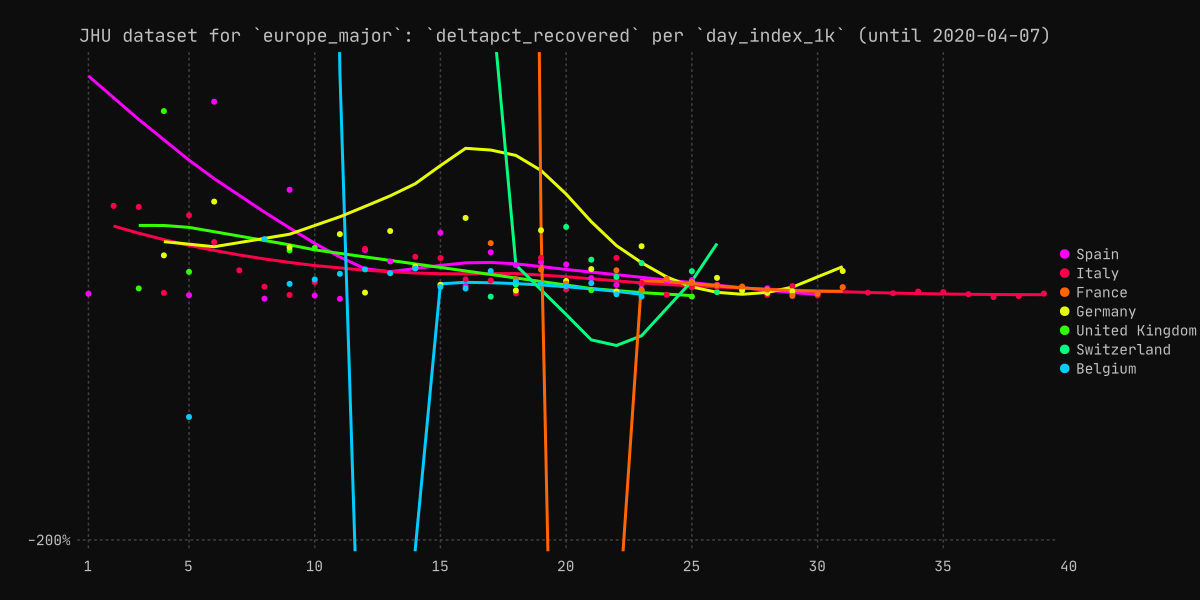 JHU dataset for `europe_major`: `deltapct_recovered` per `day_index_1k` (until 2020-04-07)
Spain
Italy
France
Germany
United Kingdom
Switzerland
Belgium
-200%
1 5 10 15 20 25 30 35 40